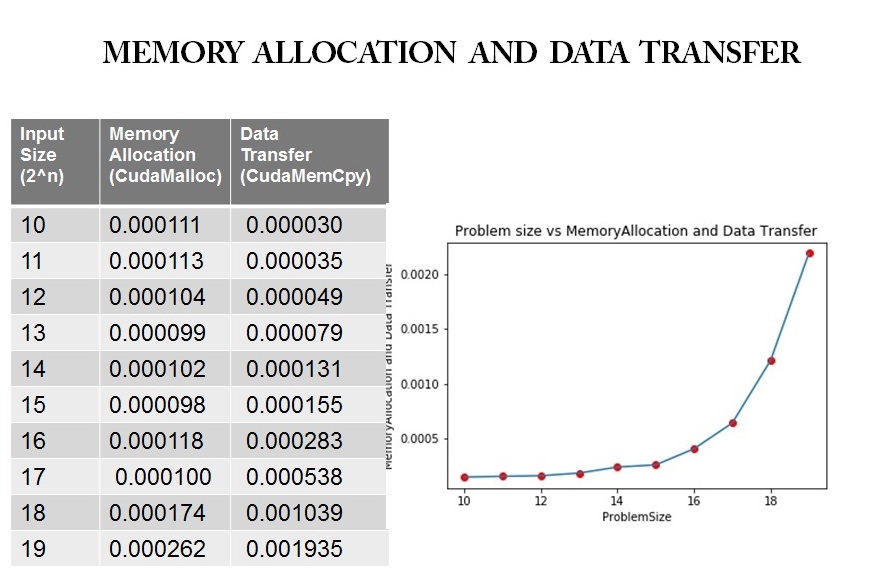 MEMORY ALLOCATION AND DATA TRANSFER
Input
Size
(2^n)
Memory
Allocation
(CudaMalloc)
Data
Transfer
(CudaMemCpy)
10 0.000111 0.000030
11 0.000113 0.000035
12 0.000104 0.000049
13 0.000099 0.000079
14 0.000102 0.000131
15 0.000098 0.000155
16 0.000118 0.000283
17 0.000100 0.000538
18 0.000174 0.001039
19 0.000262 0.001935
Problem size vs MemoryAllocation and Data Transfer
MemoryAllocation and Data Transfer
0.0020
0.0015
0.0010
0.0005
10 12 14 16 18
ProblemSize